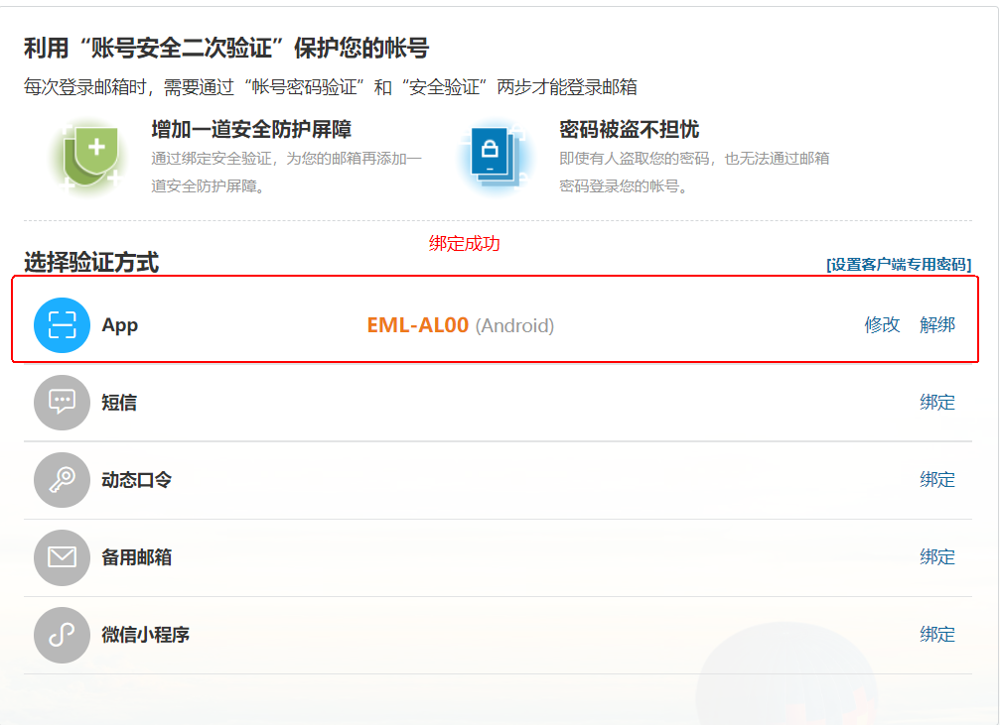 利用“账号安全二次验证”保护您的帐号
每次登录邮箱时，需要通过“帐号密码验证”和“安全验证”两步才能登录邮箱
增加一道安全防护屏障
通过绑定安全验证，为您的邮箱再添加一
道安全防护屏障。
密码被盗不担忧
即使有人盗取您的密码，也无法通过邮箱
密码登录您的帐号。
绑定成功
选择验证方式
[设置客户端专用密码]
App EML-AL00 (Android) 修改 解绑
短信 绑定
动态口令 绑定
备用邮箱 绑定
微信小程序 绑定